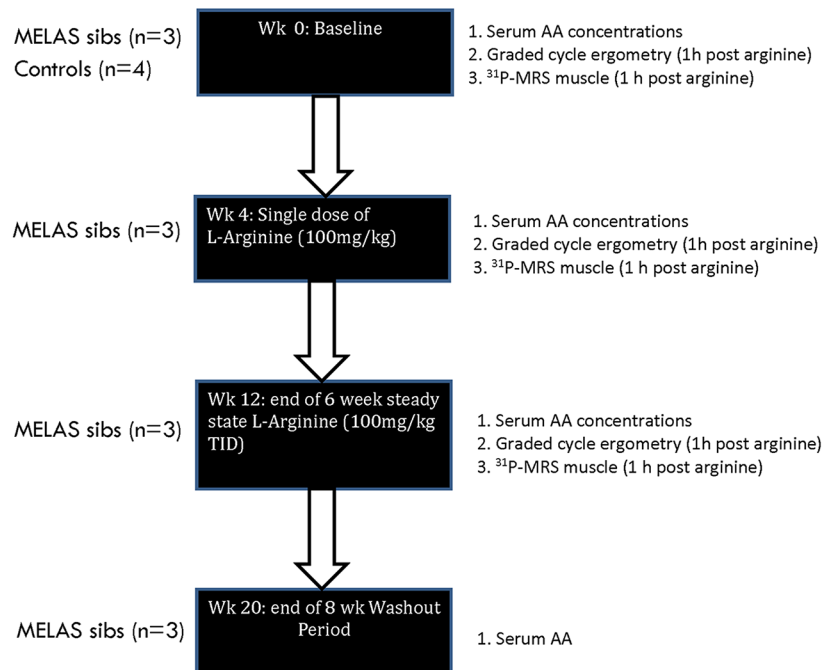 MELAS sibs (n=3)
Controls (n=4)
Wk 0: Baseline
1. Serum AA concentrations
2. Graded cycle ergometry (1h post arginine)
3. ³¹P-MRS muscle (1 h post arginine)
MELAS sibs (n=3)
Wk 4: Single dose of
L-Arginine (100mg/kg)
1. Serum AA concentrations
2. Graded cycle ergometry (1h post arginine)
3. ³¹P-MRS muscle (1 h post arginine)
MELAS sibs (n=3)
Wk 12: end of 6 week steady
state L-Arginine (100mg/kg
TID)
1. Serum AA concentrations
2. Graded cycle ergometry (1h post arginine)
3. ³¹P-MRS muscle (1 h post arginine)
MELAS sibs (n=3)
Wk 20: end of 8 wk Washout
Period
1. Serum AA